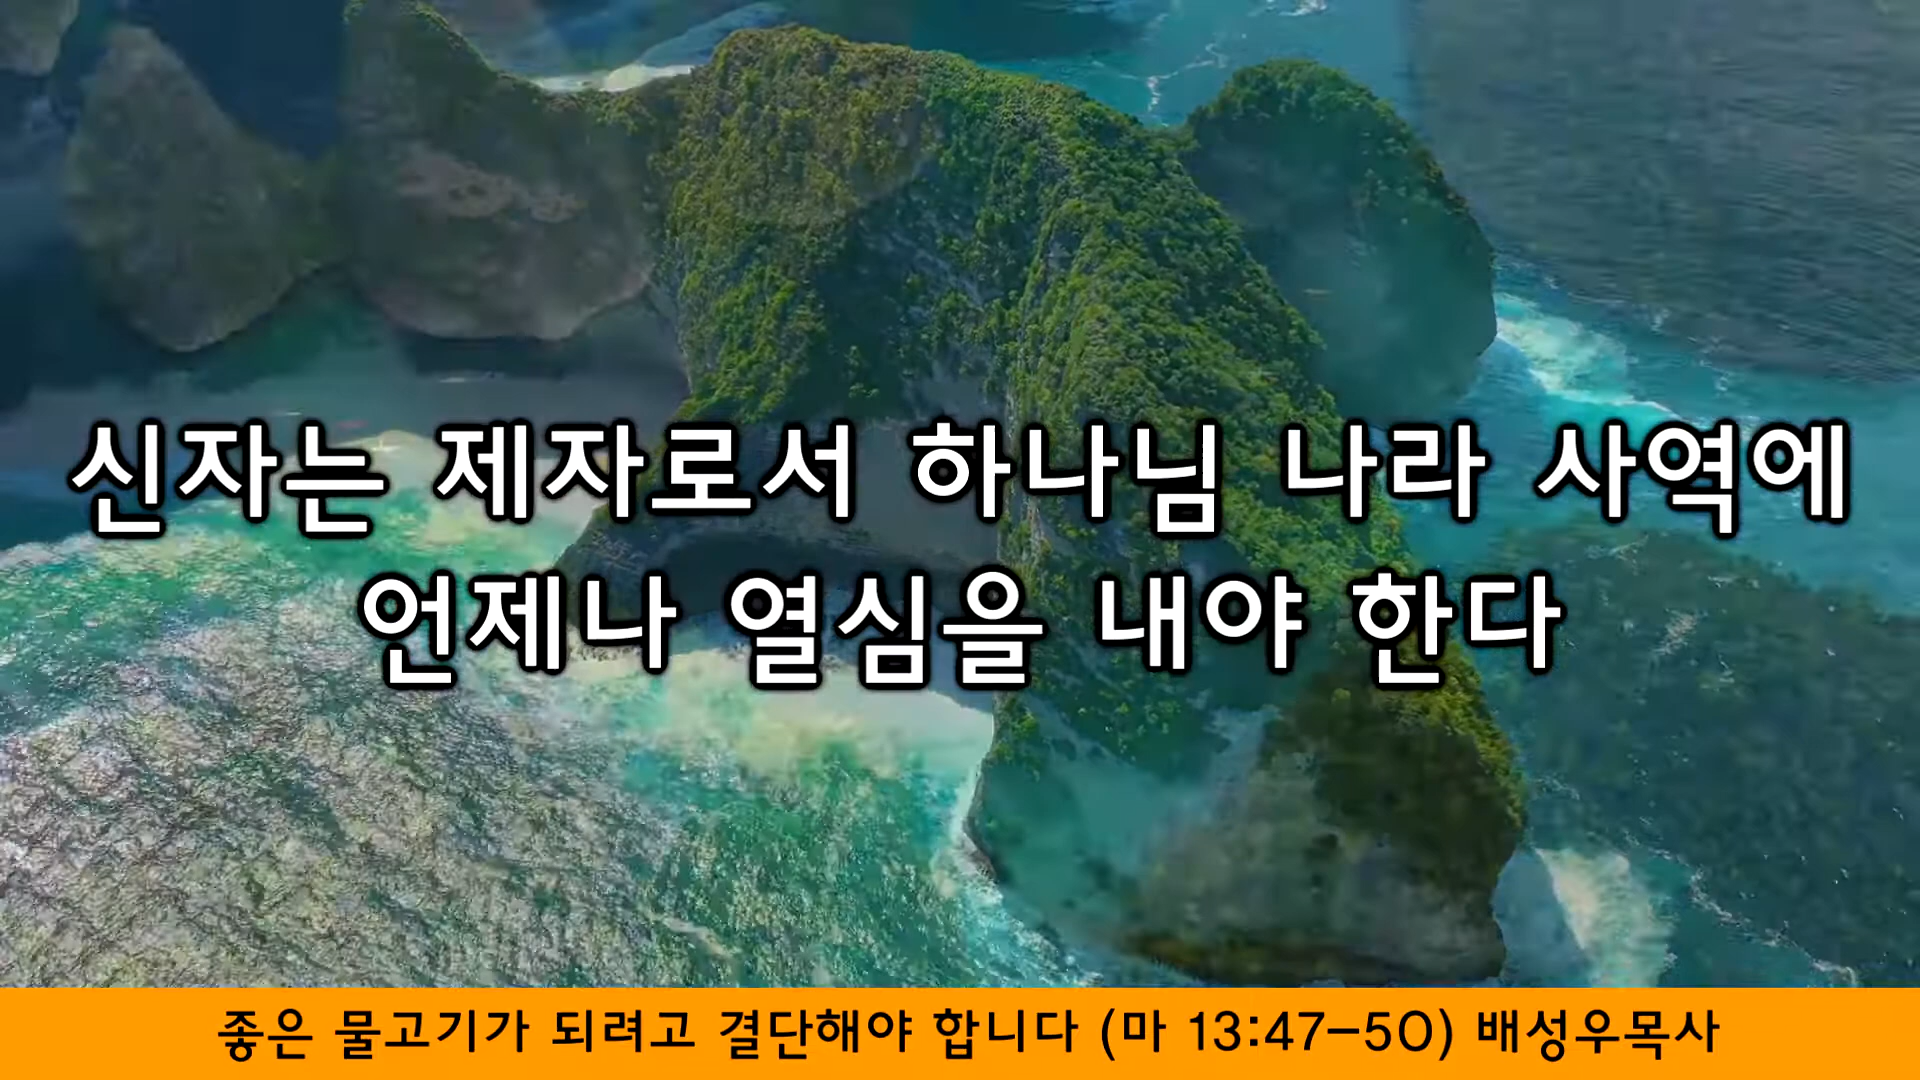 신자는 제자로서 하나님 나라 사역에
언제나 열심을 내야 한다
좋은 물고기가 되려고 결단해야 합니다 (마 13:47-50) 배성우목사